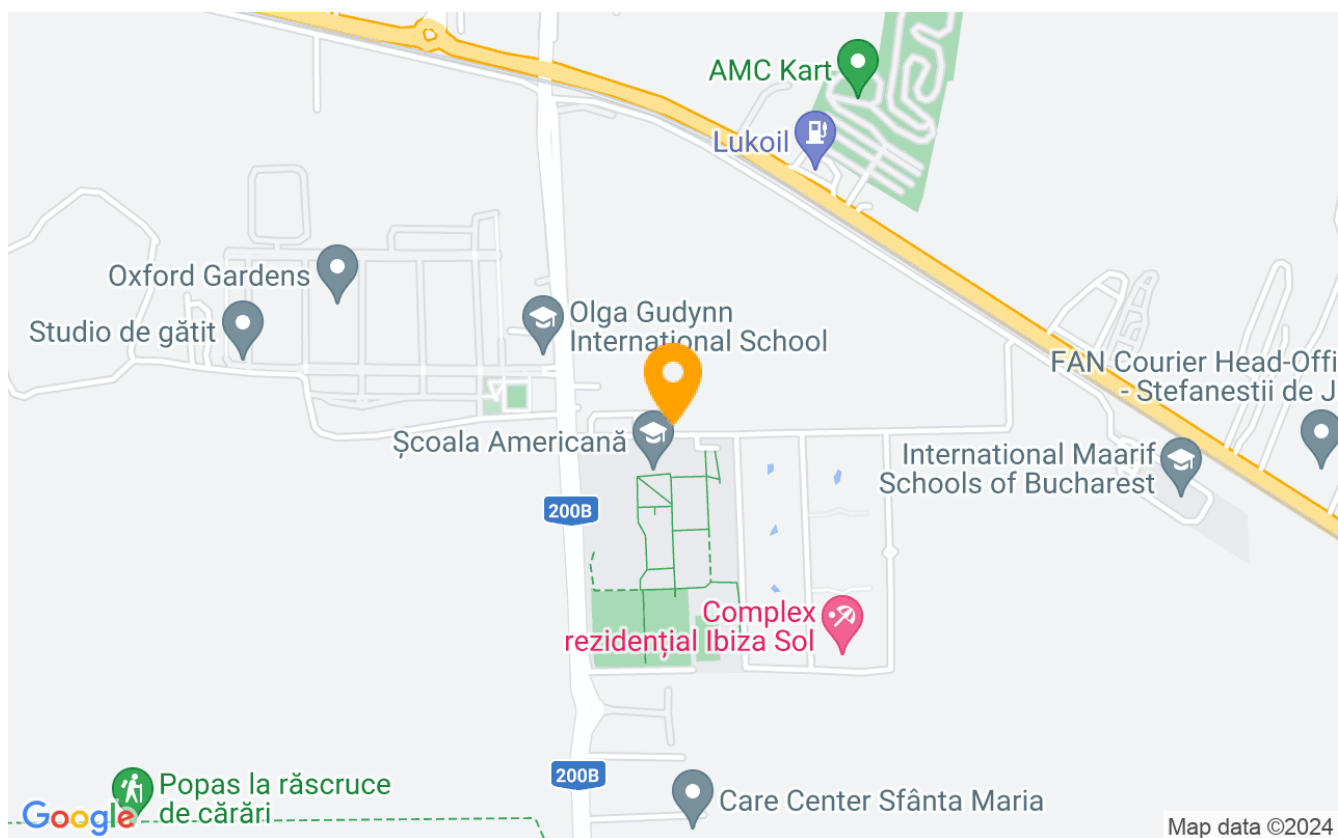 AMC Kart
Lukoil
Oxford Gardens
Studio de gătit
Olga Gudynn
International School
FAN Courier Head-Offi
- Stefanestii de J
Școala Americană
International Maarif
Schools of Bucharest
200B
Complex
rezidențial Ibiza Sol
200B
Popas la răscruce
de cărări
Care Center Sfânta Maria
Google
Map data ©2024